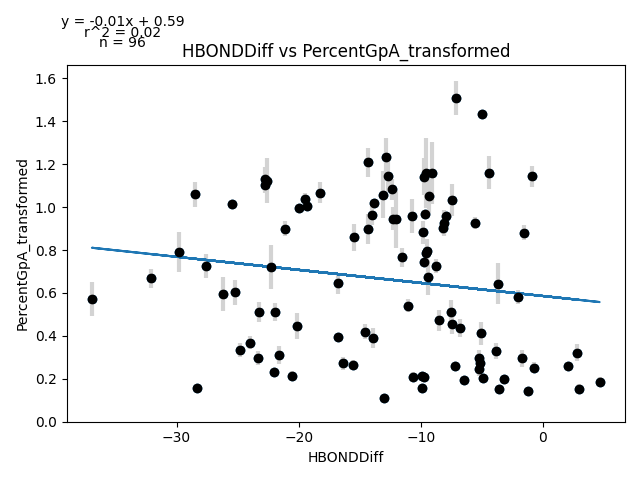 y = -0.01x + 0.59
r^2 = 0.02
n = 96
HBONDDiff vs PercentGpA_transformed
PercentGpA_transformed
1.6
1.4
1.2
1.0
0.8
0.6
0.4
0.2
0.0
−30 −20 −10 0
HBONDDiff